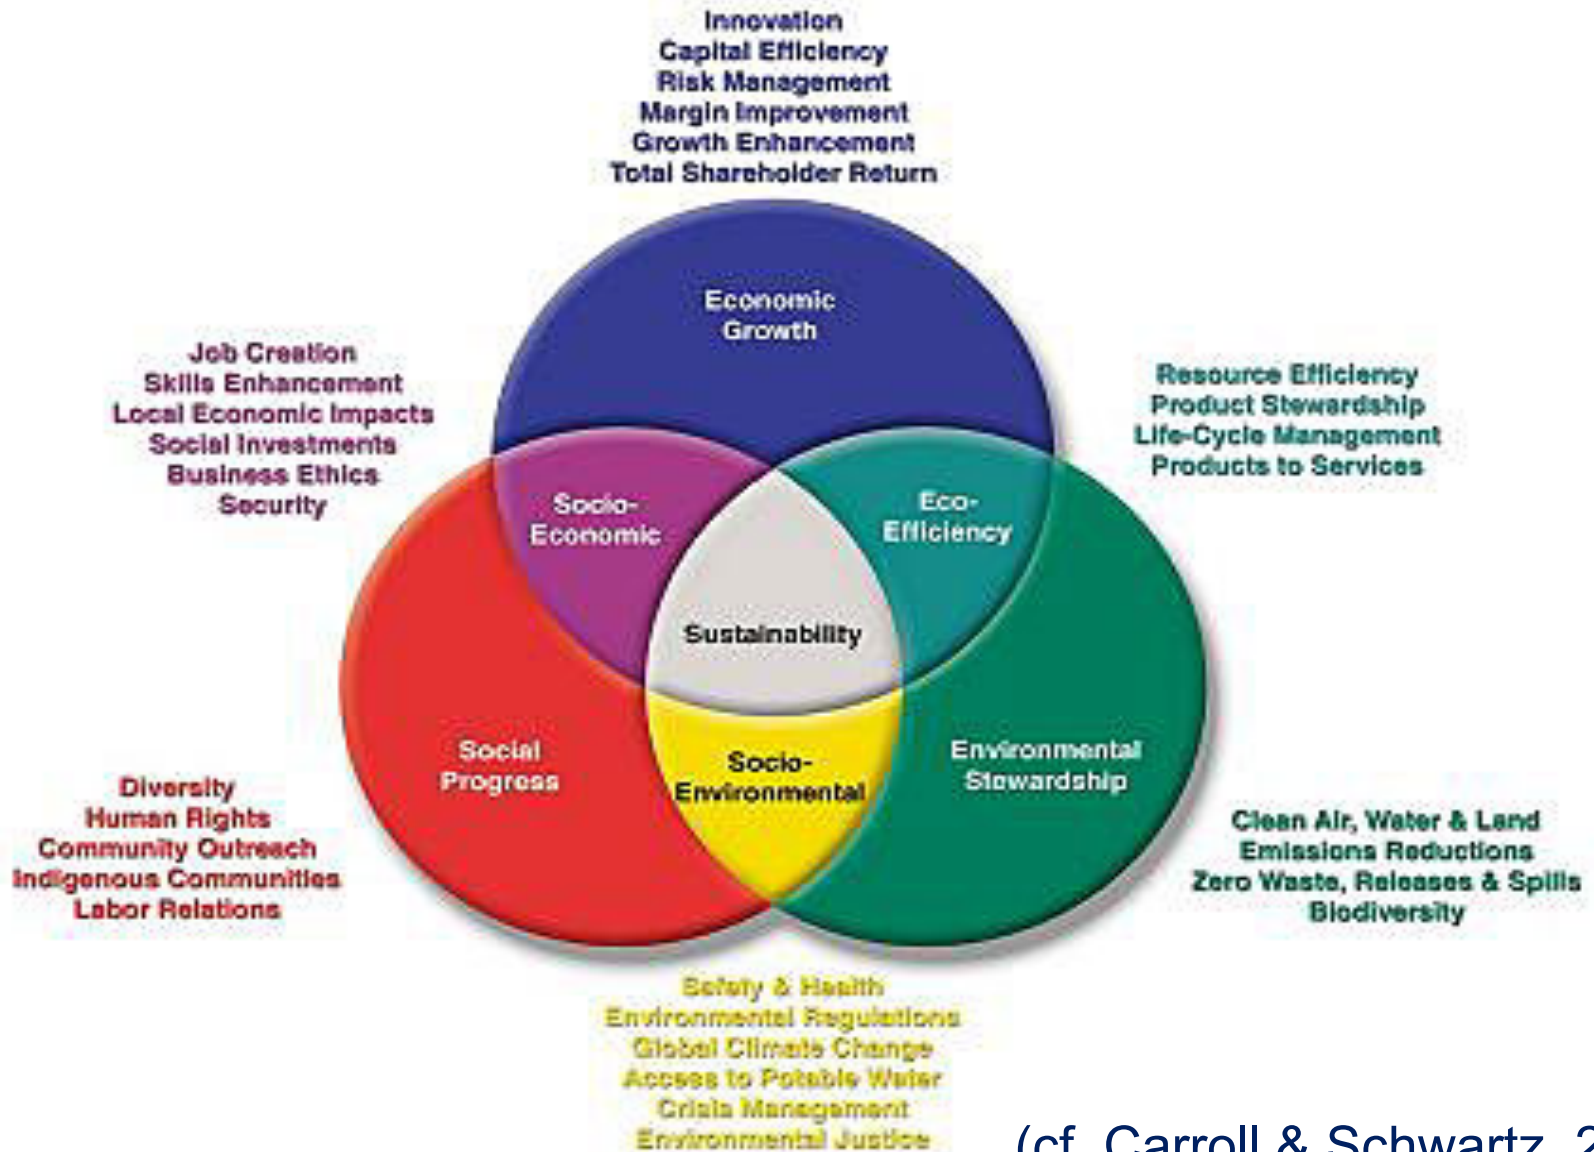 Innovation
Capital Efficiency
Risk Management
Margin Improvement
Growth Enhancement
Total Shareholder Return
Economic
Growth
Job Creation
Skills Enhancement
Local Economic Impacts
Social Investments
Business Ethics
Security
Resource Efficiency
Product Stewardship
Life-Cycle Management
Products to Services
Socio-
Economic
Eco-
Efficiency
Sustainability
Social
Progress
Socio-
Environmental
Environmental
Stewardship
Diversity
Human Rights
Community Outreach
Indigenous Communities
Labor Relations
Clean Air, Water & Land
Emissions Reductions
Zero Waste, Releases & Spills
Biodiversity
Safety & Health
Environmental Regulations
Global Climate Change
Access to Potable Water
Crisis Management
Environmental Justice
(cf. Carroll & Schwartz, 2